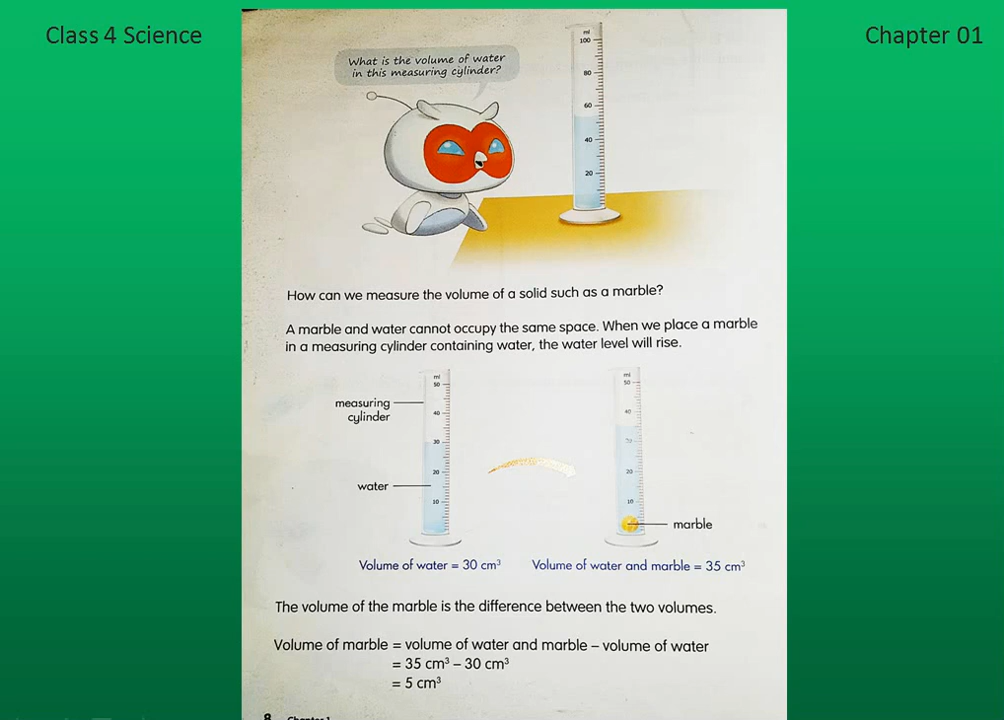 Class 4 Science
Chapter 01
What is the volume of water
in this measuring cylinder?
ml
100
80
60
40
20
How can we measure the volume of a solid such as a marble?
A marble and water cannot occupy the same space. When we place a marble
in a measuring cylinder containing water, the water level will rise.
ml
50
40
30
20
10
measuring
cylinder
water
ml
50
40
20
10
marble
Volume of water = 30 cm³
Volume of water and marble = 35 cm³
The volume of the marble is the difference between the two volumes.
Volume of marble = volume of water and marble – volume of water
= 35 cm³ – 30 cm³
= 5 cm³
8 Chapter 1